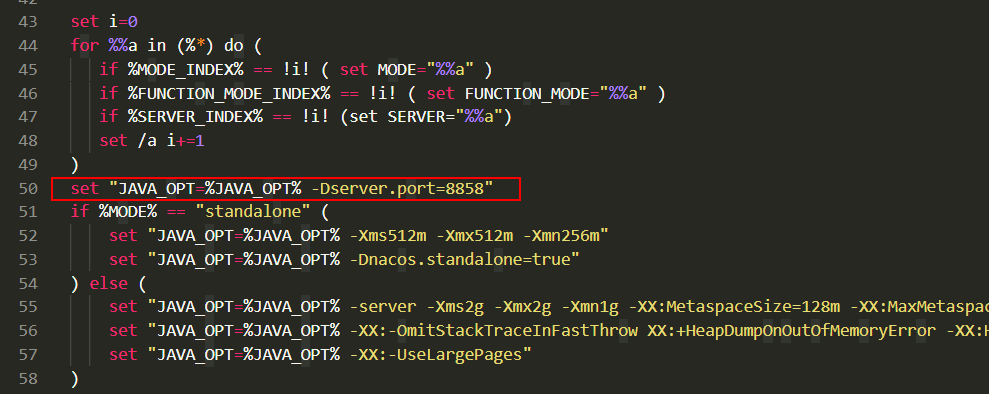 42
43 set i=0
44 for %%a in (%*) do (
45 if %MODE_INDEX% == !i! ( set MODE="%%a" )
46 if %FUNCTION_MODE_INDEX% == !i! ( set FUNCTION_MODE="%%a" )
47 if %SERVER_INDEX% == !i! (set SERVER="%%a")
48 set /a i+=1
49 )
50 set "JAVA_OPT=%JAVA_OPT% -Dserver.port=8858"
51 if %MODE% == "standalone" (
52 set "JAVA_OPT=%JAVA_OPT% -Xms512m -Xmx512m -Xmn256m"
53 set "JAVA_OPT=%JAVA_OPT% -Dnacos.standalone=true"
54 ) else (
55 set "JAVA_OPT=%JAVA_OPT% -server -Xms2g -Xmx2g -Xmn1g -XX:MetaspaceSize=128m -XX:MaxMetaspac
56 set "JAVA_OPT=%JAVA_OPT% -XX:-OmitStackTraceInFastThrow XX:+HeapDumpOnOutOfMemoryError -XX:H
57 set "JAVA_OPT=%JAVA_OPT% -XX:-UseLargePages"
58 )